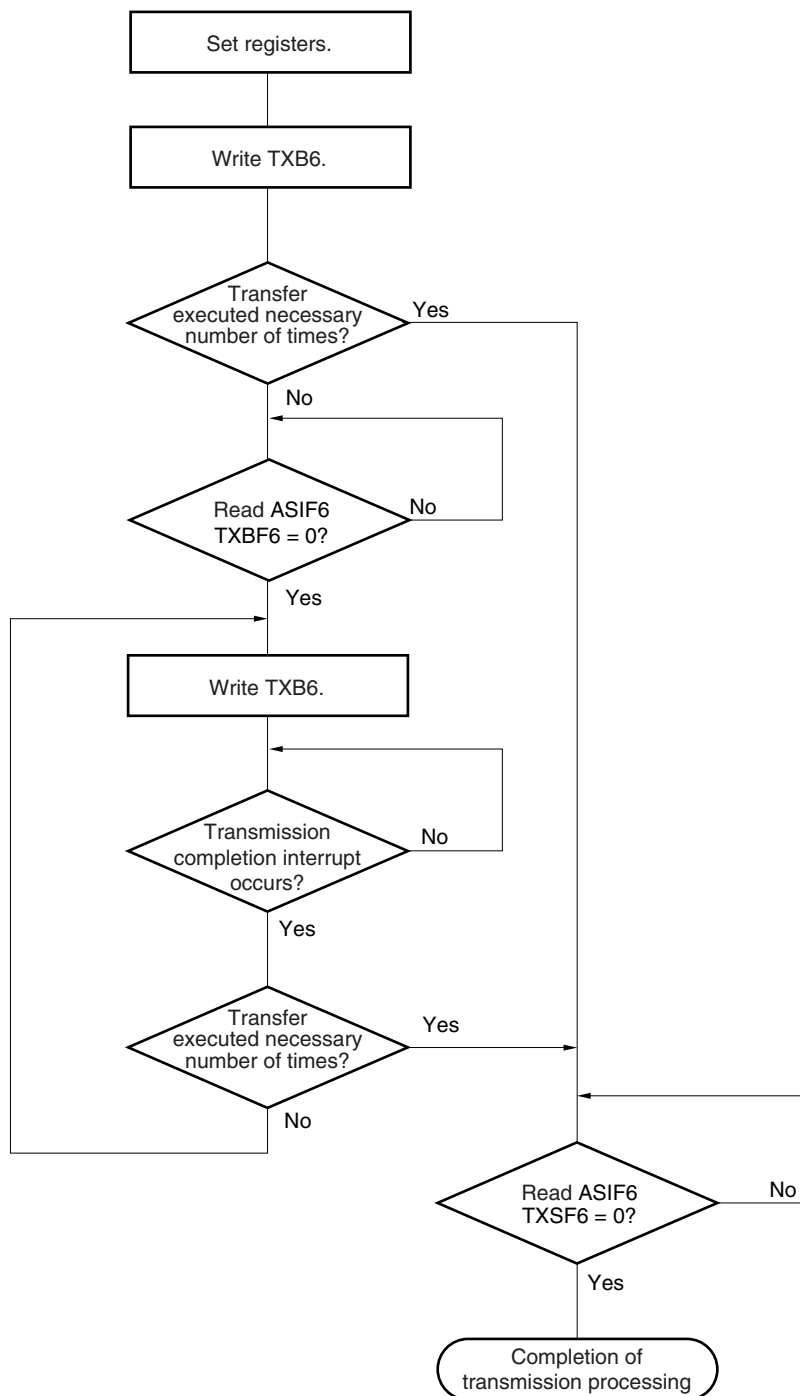 Set registers.
Write TXB6.
Transfer
executed necessary
number of times?
Yes
No
Read ASIF6
TXBF6 = 0?
No
Yes
Write TXB6.
Transmission
completion interrupt
occurs?
No
Yes
Transfer
executed necessary
number of times?
Yes
No
Read ASIF6
TXSF6 = 0?
No
Yes
Completion of
transmission processing